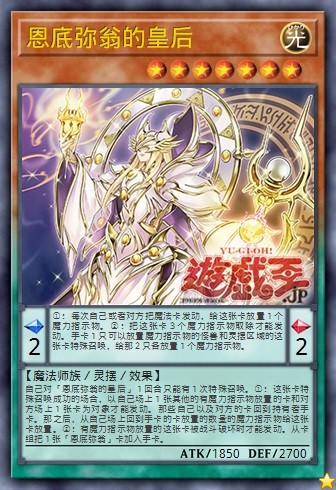 恩底弥翁的皇后
光
YU-GI-OH!
遊戯王
.JP
①：每次自己或者对方把魔法卡发动，给这张卡放置1个
魔力指示物。②：把这张卡3个魔力指示物取除才能发
动。手卡1只可以放置魔力指示物的怪兽和灵摆区域的这
张卡特殊召唤，给那2只各放置1个魔力指示物。
2
2
【魔法师族／灵摆／效果】
自己对「恩底弥翁的皇后」1回合只能有1次特殊召唤。①：这张卡特
殊召唤成功的场合，以自己场上1张其他的有魔力指示物放置的卡和对
方场上1张卡为对象才能发动。那些自己以及对方的卡回到持有者手
卡。那之后，从自己场上回到手卡的卡放置的数量的魔力指示物给这张
卡放置。②：有魔力指示物放置的这张卡被战斗破坏时才能发动。从卡
组把1张「恩底弥翁」卡加入手卡。
ATK/1850 DEF/2700